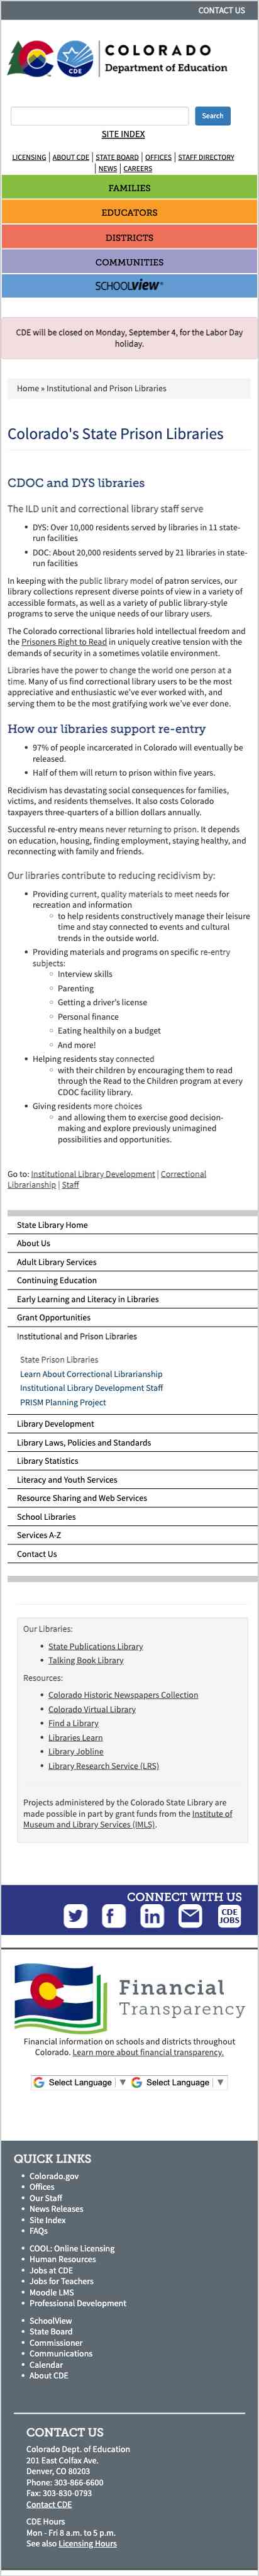 CONTACT US
COLORADO
Department of Education
CDE
Search
SITE INDEX
LICENSING | ABOUT CDE | STATE BOARD | OFFICES | STAFF DIRECTORY
| NEWS | CAREERS
FAMILIES
EDUCATORS
DISTRICTS
COMMUNITIES
SCHOOLVIEW®
CDE will be closed on Monday, September 4, for the Labor Day
holiday.
Home » Institutional and Prison Libraries
Colorado's State Prison Libraries
CDOC and DYS libraries
The ILD unit and correctional library staff serve
• DYS: Over 10,000 residents served by libraries in 11 state-
run facilities
• DOC: About 20,000 residents served by 21 libraries in state-
run facilities
In keeping with the public library model of patron services, our
library collections represent diverse points of view in a variety of
accessible formats, as well as a variety of public library-style
programs to serve the unique needs of our library users.
The Colorado correctional libraries hold intellectual freedom and
the Prisoners Right to Read in uniquely creative tension with the
demands of security in a sometimes volatile environment.
Libraries have the power to change the world one person at a
time. Many of us find correctional library users to be the most
appreciative and enthusiastic we've ever worked with, and
serving them to be the most gratifying work we've ever done.
How our libraries support re-entry
• 97% of people incarcerated in Colorado will eventually be
released.
• Half of them will return to prison within five years.
Recidivism has devastating social consequences for families,
victims, and residents themselves. It also costs Colorado
taxpayers three-quarters of a billion dollars annually.
Successful re-entry means never returning to prison. It depends
on education, housing, finding employment, staying healthy, and
reconnecting with family and friends.
Our libraries contribute to reducing recidivism by:
• Providing current, quality materials to meet needs for
recreation and information
◦ to help residents constructively manage their leisure
time and stay connected to events and cultural
trends in the outside world.
• Providing materials and programs on specific re-entry
subjects:
◦ Interview skills
◦ Parenting
◦ Getting a driver's license
◦ Personal finance
◦ Eating healthily on a budget
◦ And more!
• Helping residents stay connected
◦ with their children by encouraging them to read
through the Read to the Children program at every
CDOC facility library.
• Giving residents more choices
◦ and allowing them to exercise good decision-
making and explore previously unimagined
possibilities and opportunities.
Go to: Institutional Library Development | Correctional
Librarianship | Staff
State Library Home
About Us
Adult Library Services
Continuing Education
Early Learning and Literacy in Libraries
Grant Opportunities
Institutional and Prison Libraries
State Prison Libraries
Learn About Correctional Librarianship
Institutional Library Development Staff
PRISM Planning Project
Library Development
Library Laws, Policies and Standards
Library Statistics
Literacy and Youth Services
Resource Sharing and Web Services
School Libraries
Services A-Z
Contact Us
Our Libraries:
• State Publications Library
• Talking Book Library
Resources:
• Colorado Historic Newspapers Collection
• Colorado Virtual Library
• Find a Library
• Libraries Learn
• Library Jobline
• Library Research Service (LRS)
Projects administered by the Colorado State Library are
made possible in part by grant funds from the Institute of
Museum and Library Services (IMLS).
CONNECT WITH US
CDE
JOBS
Financial
Transparency
Financial information on schools and districts throughout
Colorado. Learn more about financial transparency.
Select Language ▼ Select Language ▼
QUICK LINKS
• Colorado.gov
• Offices
• Our Staff
• News Releases
• Site Index
• FAQs
• COOL: Online Licensing
• Human Resources
• Jobs at CDE
• Jobs for Teachers
• Moodle LMS
• Professional Development
• SchoolView
• State Board
• Commissioner
• Communications
• Calendar
• About CDE
CONTACT US
Colorado Dept. of Education
201 East Colfax Ave.
Denver, CO 80203
Phone: 303-866-6600
Fax: 303-830-0793
Contact CDE
CDE Hours
Mon - Fri 8 a.m. to 5 p.m.
See also Licensing Hours